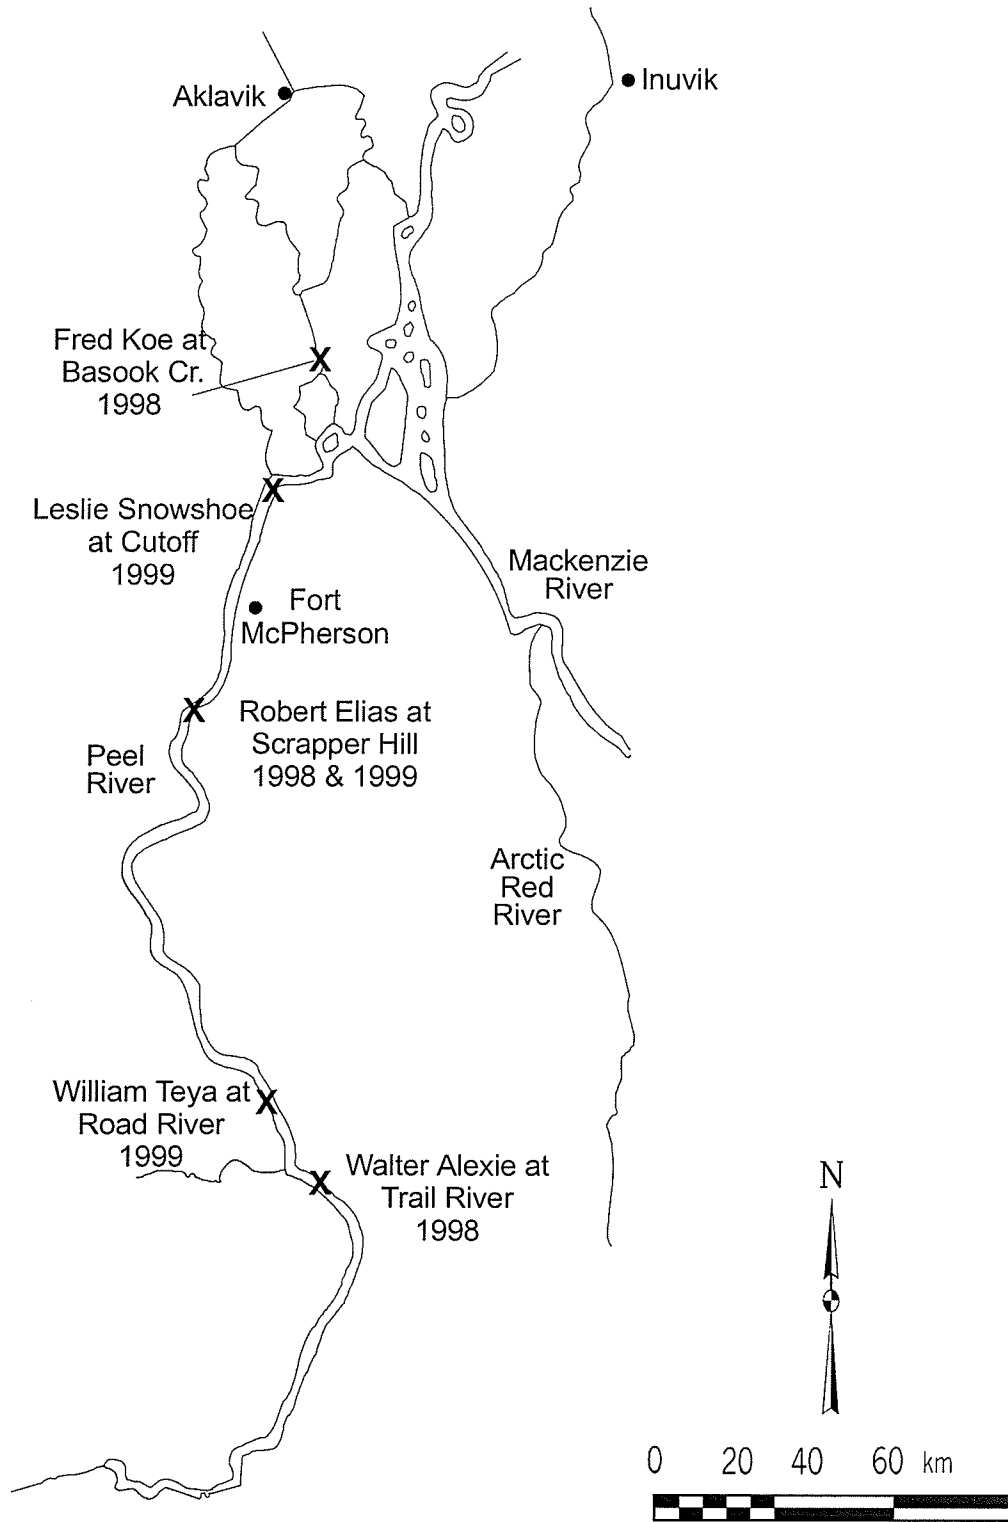 Aklavik
Inuvik
Fred Koe at
Basook Cr.
1998
Leslie Snowshoe
at Cutoff
1999
Mackenzie
River
Fort
McPherson
Robert Elias at
Scrapper Hill
1998 & 1999
Peel
River
Arctic
Red
River
William Teya at
Road River
1999
Walter Alexie at
Trail River
1998
N
0 20 40 60 km